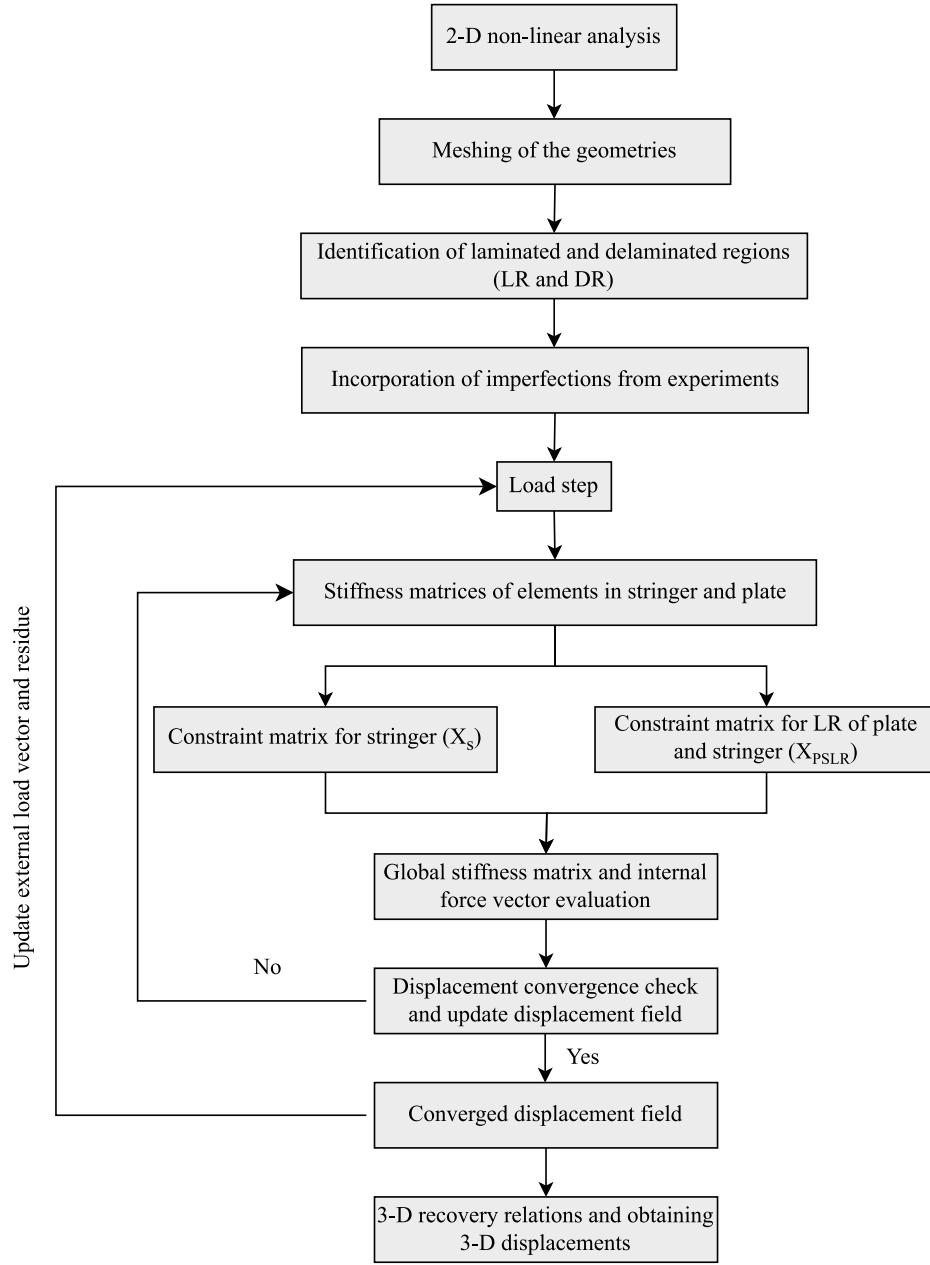 2-D non-linear analysis
Meshing of the geometries
Identification of laminated and delaminated regions
(LR and DR)
Incorporation of imperfections from experiments
Load step
Stiffness matrices of elements in stringer and plate
Constraint matrix for stringer (X_S)
Constraint matrix for LR of plate
and stringer (X_PSLR)
Global stiffness matrix and internal
force vector evaluation
No
Displacement convergence check
and update displacement field
Yes
Converged displacement field
3-D recovery relations and obtaining
3-D displacements
Update external load vector and residue